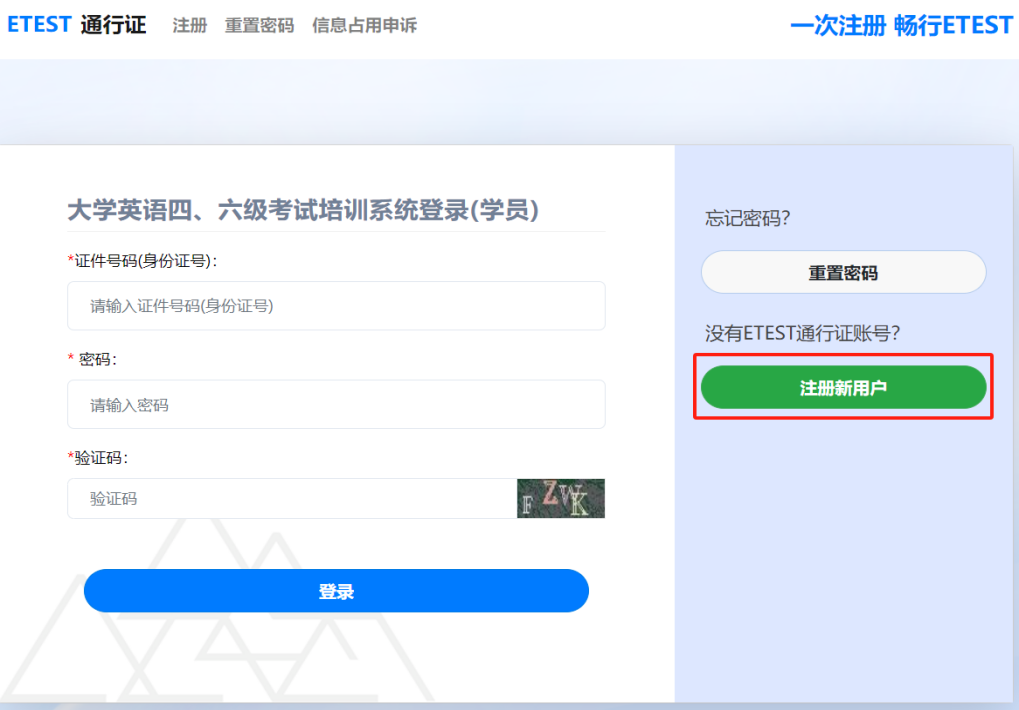 ETEST 通行证 注册 重置密码 信息占用申诉 一次注册 畅行ETEST
大学英语四、六级考试培训系统登录(学员)
*证件号码(身份证号):
请输入证件号码(身份证号)
* 密码:
请输入密码
*验证码:
验证码
FZWK
登录
忘记密码?
重置密码
没有ETEST通行证账号?
注册新用户